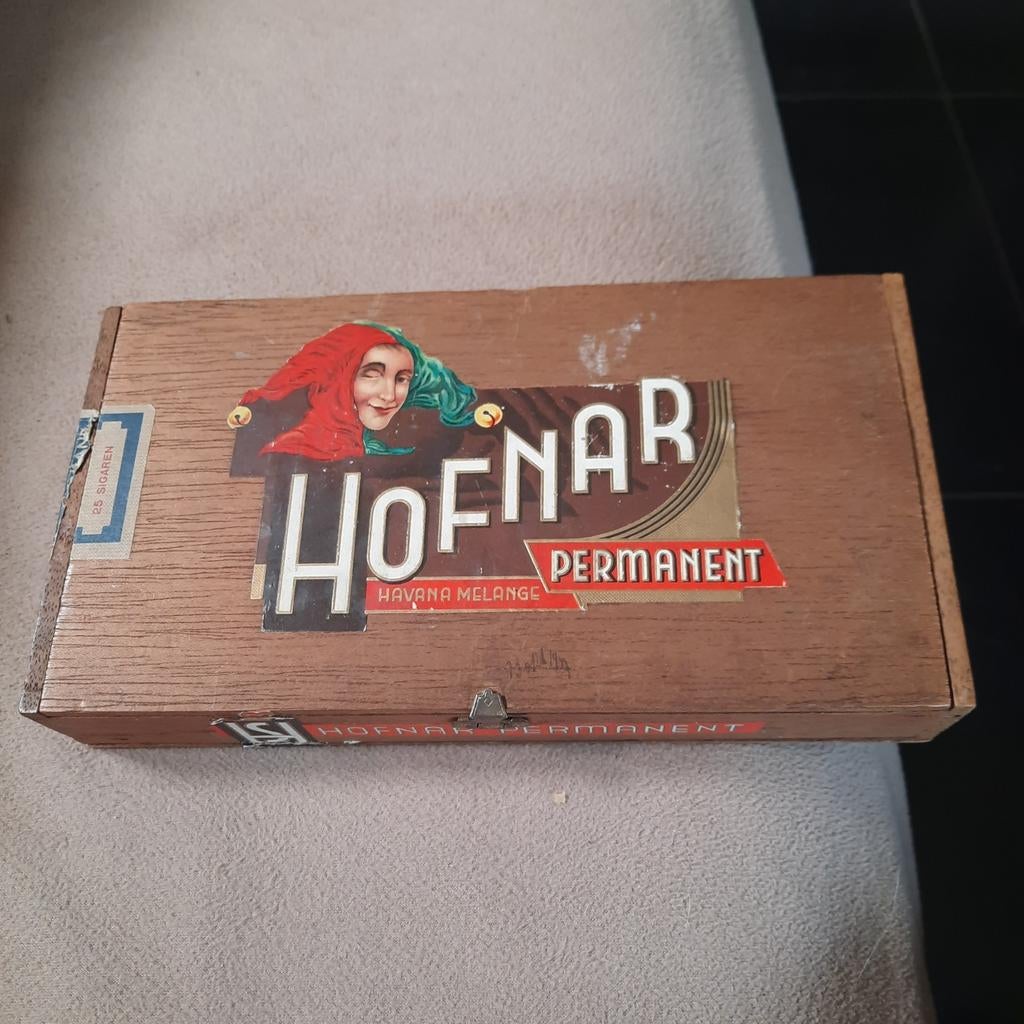 HOFNAR
PERMANENT
HAVANA MELANGE
25 SIGAREN
HOFNAR PERMANENT